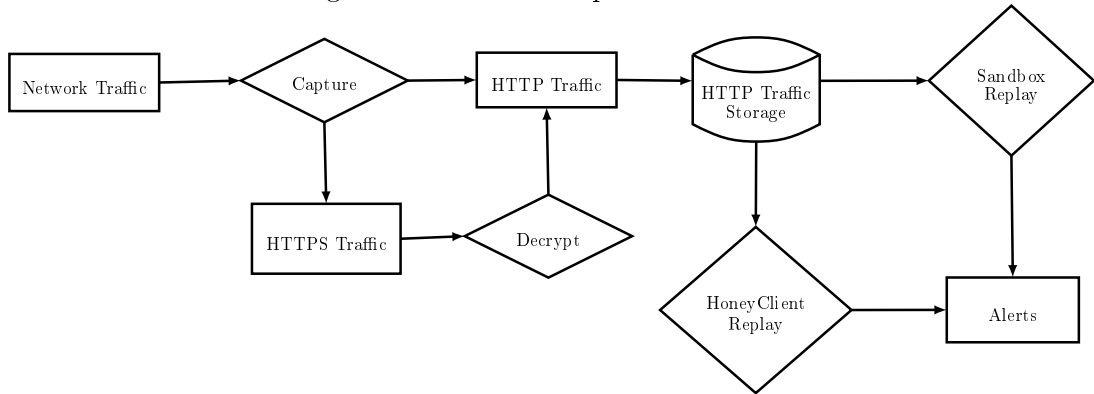 Network Traffic
Capture
HTTP Traffic
HTTP Traffic
Storage
Sandbox
Replay
HTTPS Traffic
Decrypt
HoneyClient
Replay
Alerts